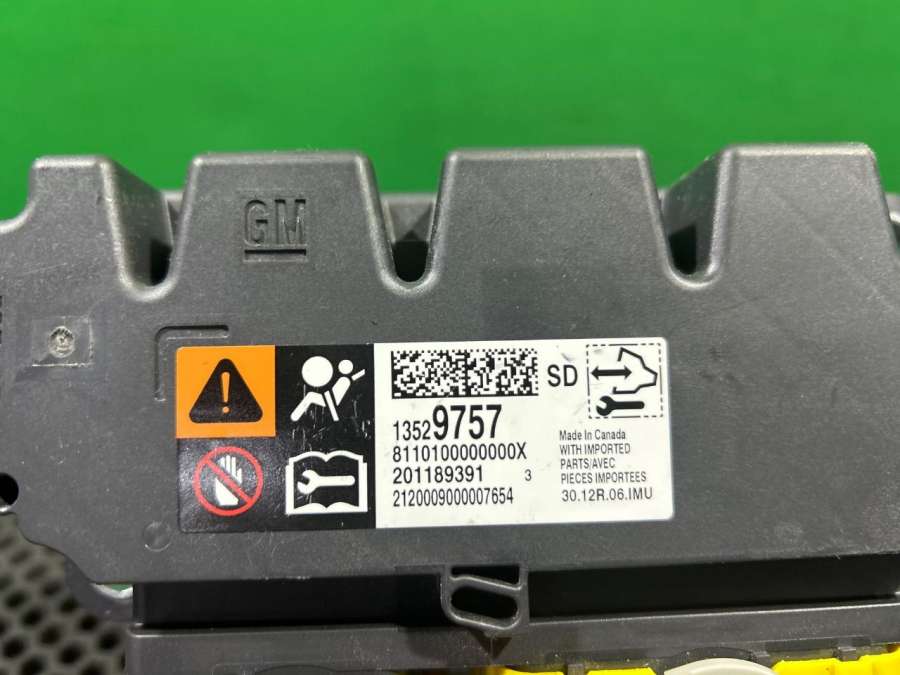 GM
SD
13529757
8110100000000X
201189391 3
2120009000007654
Made In Canada
WITH IMPORTED
PARTS/AVEC
PIECES IMPORTEES
30.12R.06.IMU